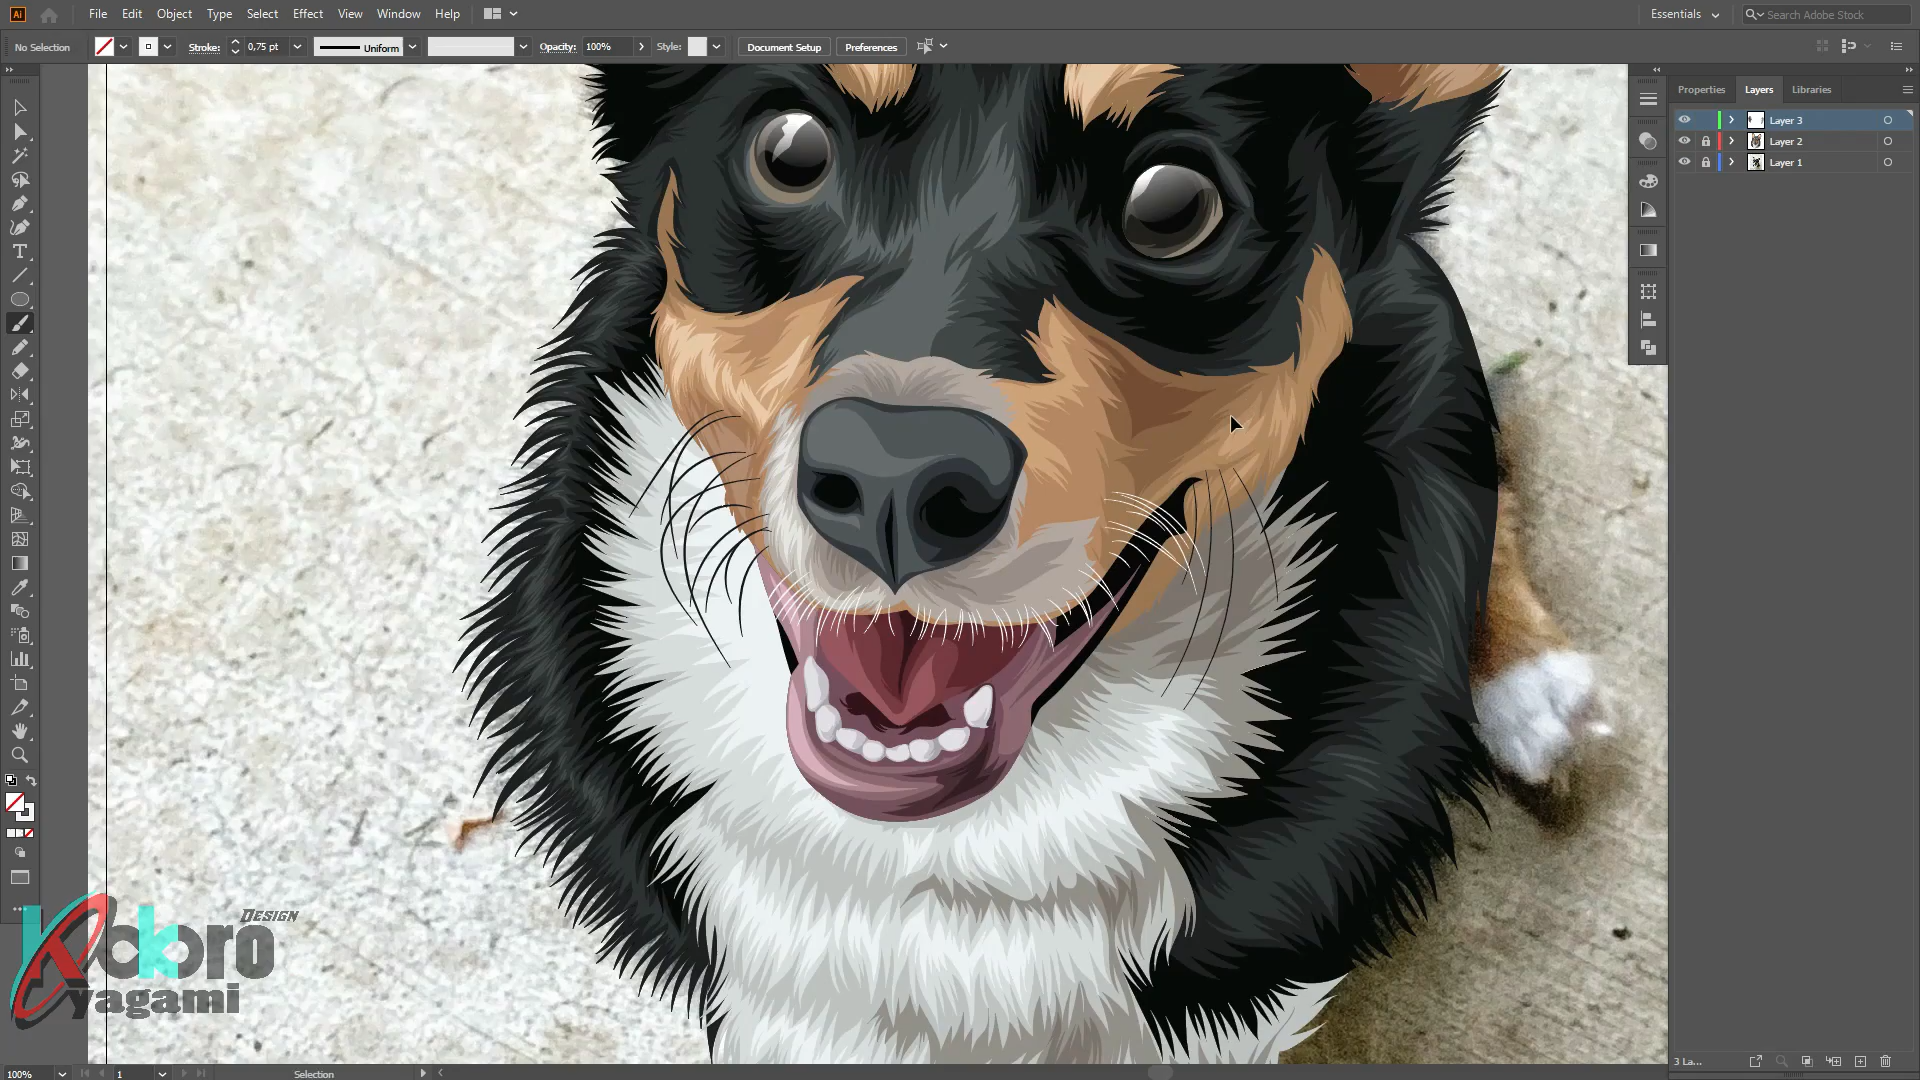 Ai File Edit Object Type Select Effect View Window Help Essentials Search Adobe Stock
No Selection Stroke: 0,75 pt Uniform Opacity: 100% Style: Document Setup Preferences
Properties Layers Libraries
Layer 3
Layer 2
Layer 1
DESIGN
Kokoro
yagami
3 La...
100% 1 Selection